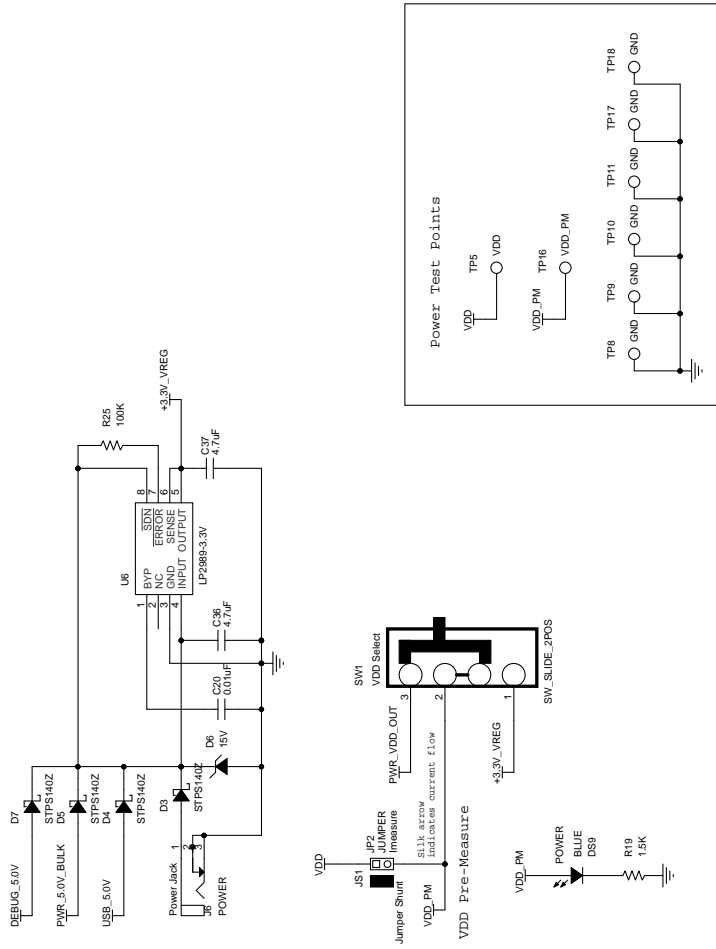 DEBUG_5.0V
D7
STPS140Z
PWR_5.0V_BULK
D5
STPS140Z
USB_5.0V
D4
STPS140Z
Power Jack
J6
POWER
1
2
3
D3
STPS140Z
D6
15V
C20
0.01uF
C36
4.7uF
U6
1
2
3
4
BYP
NC
GND
INPUT
SDN
ERROR
SENSE
OUTPUT
8
7
6
5
LP2989-3.3V
R25
100K
C37
4.7uF
+3.3V_VREG
VDD
JS1
Jumper Shunt
JP2
JUMPER
Imeasure
Silk arrow
indicates current flow
VDD_PM
VDD Pre-Measure
PWR_VDD_OUT
+3.3V_VREG
SW1
VDD Select
3
2
1
SW_SLIDE_2POS
VDD_PM
POWER
BLUE
DS9
R19
1.5K
Power Test Points
VDD
TP5
VDD
VDD_PM
TP16
VDD_PM
TP8
GND
TP9
GND
TP10
GND
TP11
GND
TP17
GND
TP18
GND